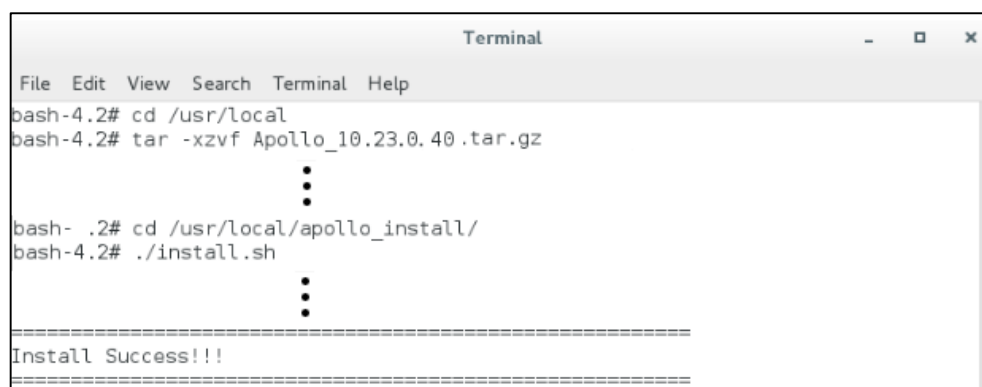 Terminal
File Edit View Search Terminal Help
bash-4.2# cd /usr/local
bash-4.2# tar -xzvf Apollo_10.23.0.40.tar.gz
bash- .2# cd /usr/local/apollo_install/
bash-4.2# ./install.sh
=========================================================
Install Success!!!
=========================================================